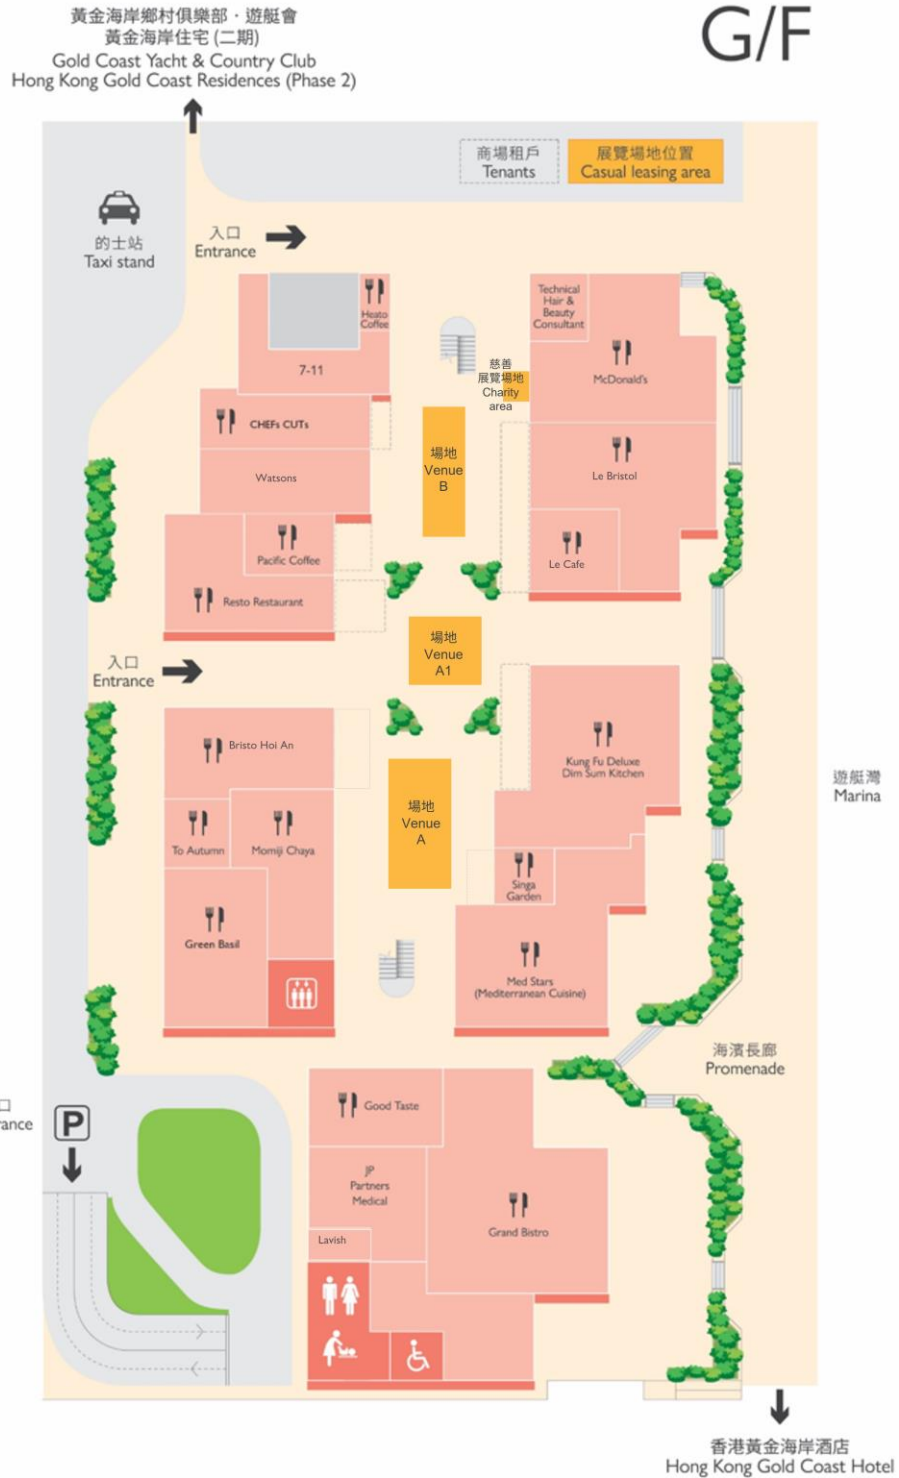 黃金海岸鄉村俱樂部．遊艇會
黃金海岸住宅 (二期)
Gold Coast Yacht & Country Club
Hong Kong Gold Coast Residences (Phase 2)
G/F
商場租戶
Tenants
展覽場地位置
Casual leasing area
的士站
Taxi stand
入口
Entrance
Heato
Coffee
7-11
Technical
Hair &
Beauty
Consultant
McDonald's
慈善
展覽場地
Charity
area
CHEFs CUTs
場地
Venue
B
Le Bristol
Watsons
Pacific Coffee
Le Cafe
Resto Restaurant
場地
Venue
A1
入口
Entrance
Bristo Hoi An
Kung Fu Deluxe
Dim Sum Kitchen
遊艇灣
Marina
場地
Venue
A
To Autumn
Momiji Chaya
Singa
Garden
Green Basil
Med Stars
(Mediterranean Cuisine)
海濱長廊
Promenade
口
rance
P
Good Taste
JP
Partners
Medical
Grand Bistro
Lavish
香港黃金海岸酒店
Hong Kong Gold Coast Hotel